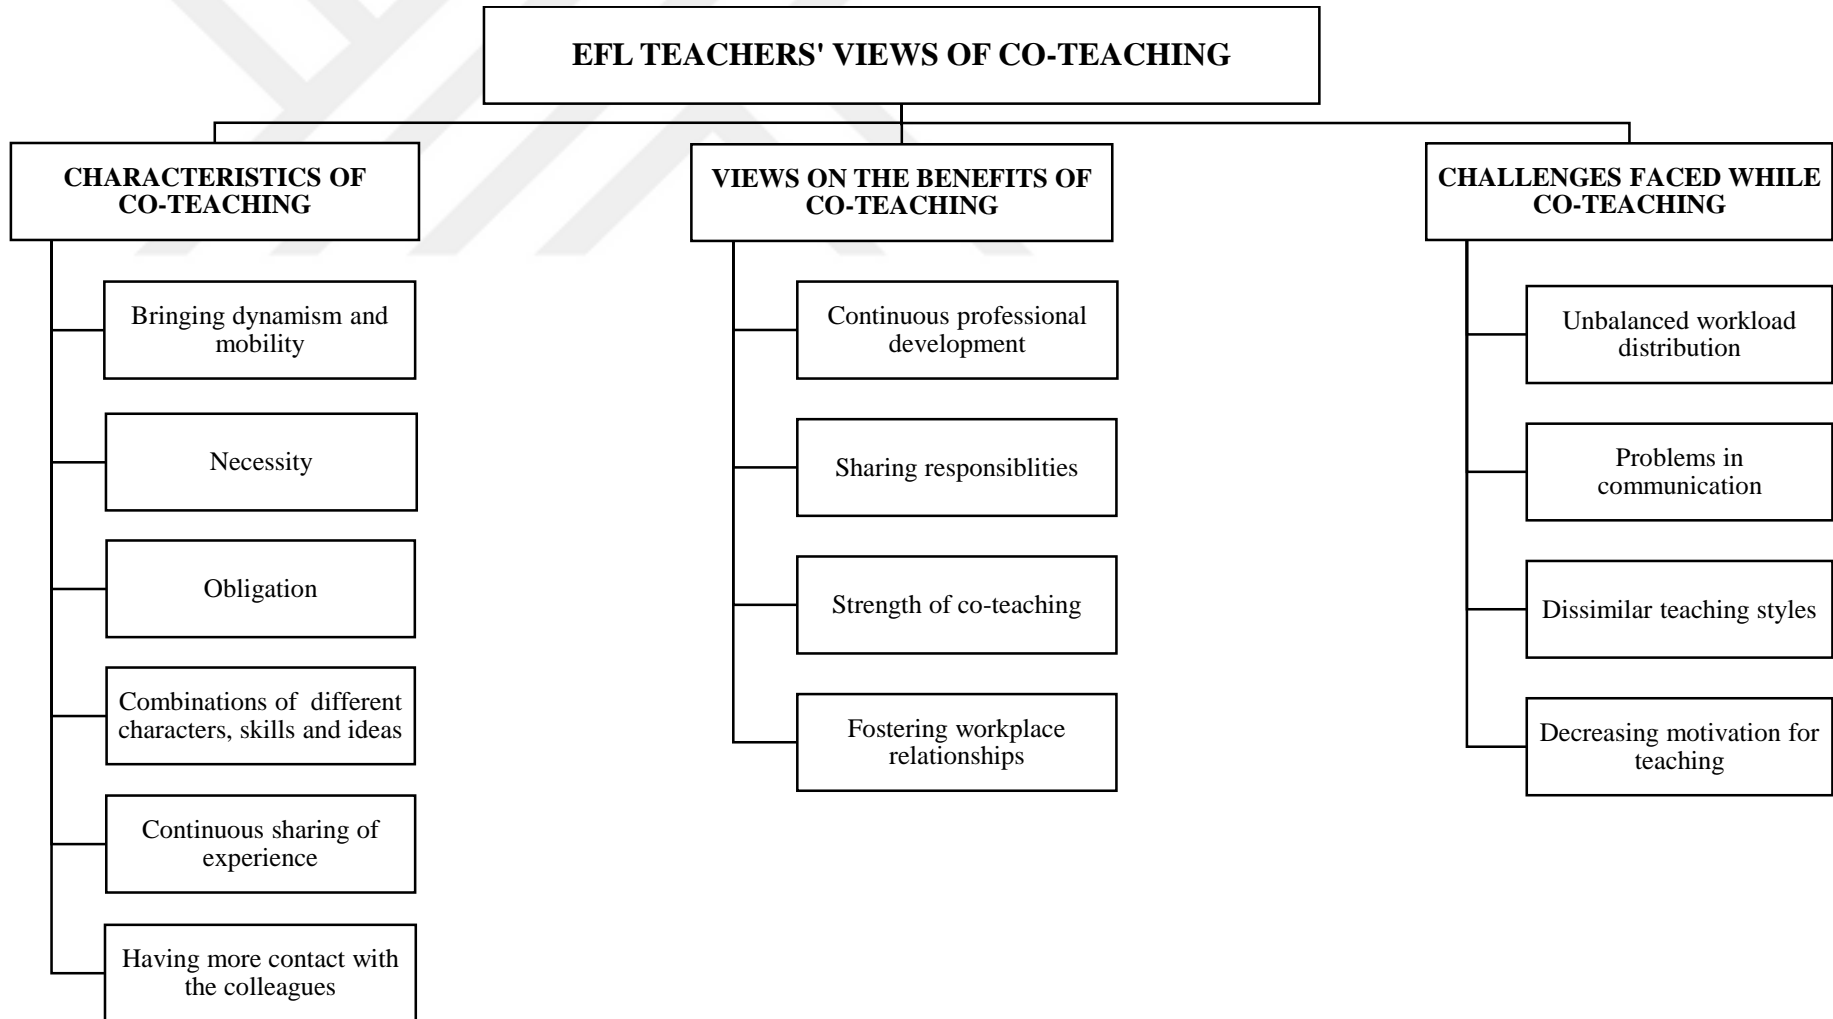 EFL TEACHERS' VIEWS OF CO-TEACHING
CHARACTERISTICS OF
CO-TEACHING
Bringing dynamism and
mobility
Necessity
Obligation
Combinations of different
characters, skills and ideas
Continuous sharing of
experience
Having more contact with
the colleagues
VIEWS ON THE BENEFITS OF
CO-TEACHING
Continuous professional
development
Sharing responsiblities
Strength of co-teaching
Fostering workplace
relationships
CHALLENGES FACED WHILE
CO-TEACHING
Unbalanced workload
distribution
Problems in
communication
Dissimilar teaching styles
Decreasing motivation for
teaching